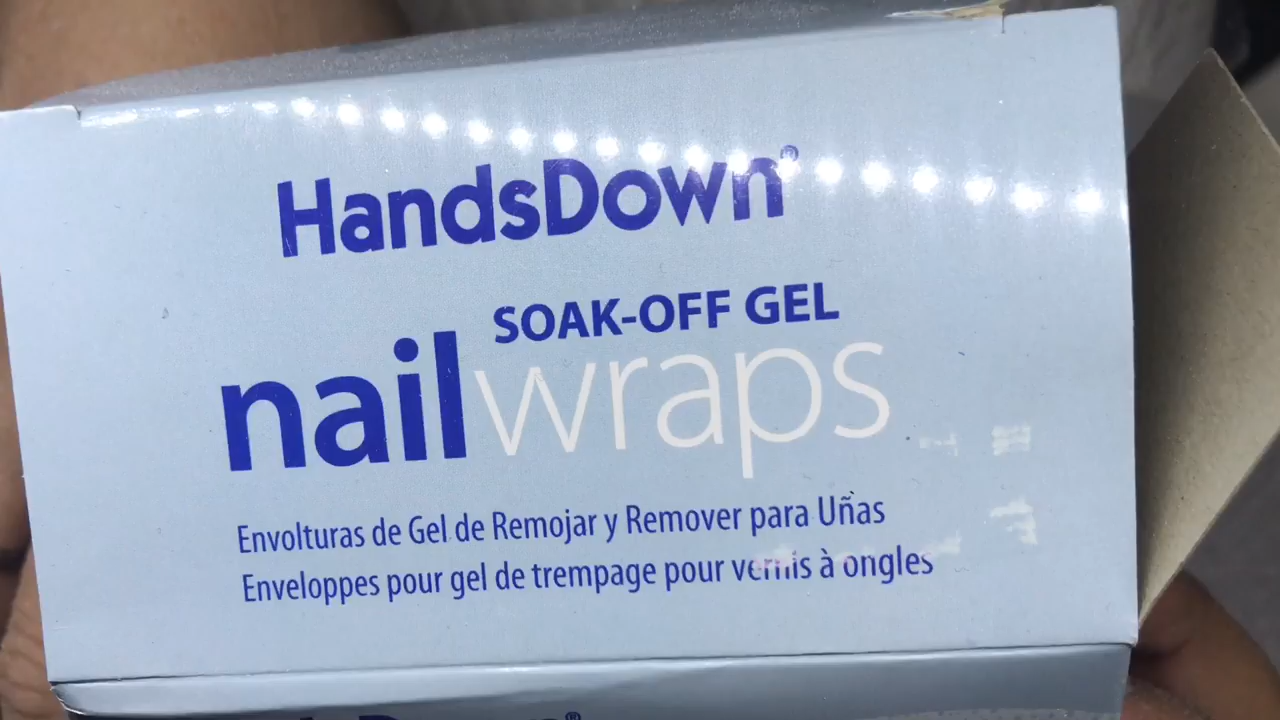 HandsDown®
SOAK-OFF GEL
nailwraps
Envolturas de Gel de Remojar y Remover para Uñas
Enveloppes pour gel de trempage pour vernis à ongles